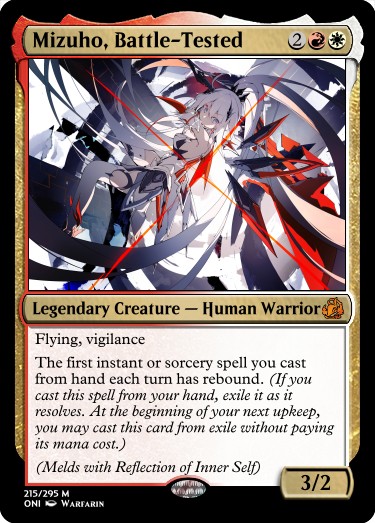 Mizuho, Battle-Tested 2
Legendary Creature — Human Warrior
Flying, vigilance
The first instant or sorcery spell you cast
from hand each turn has rebound. (If you
cast this spell from your hand, exile it as it
resolves. At the beginning of your next upkeep,
you may cast this card from exile without paying
its mana cost.)
(Melds with Reflection of Inner Self)
3/2
215/295 M
ONI Warfarin